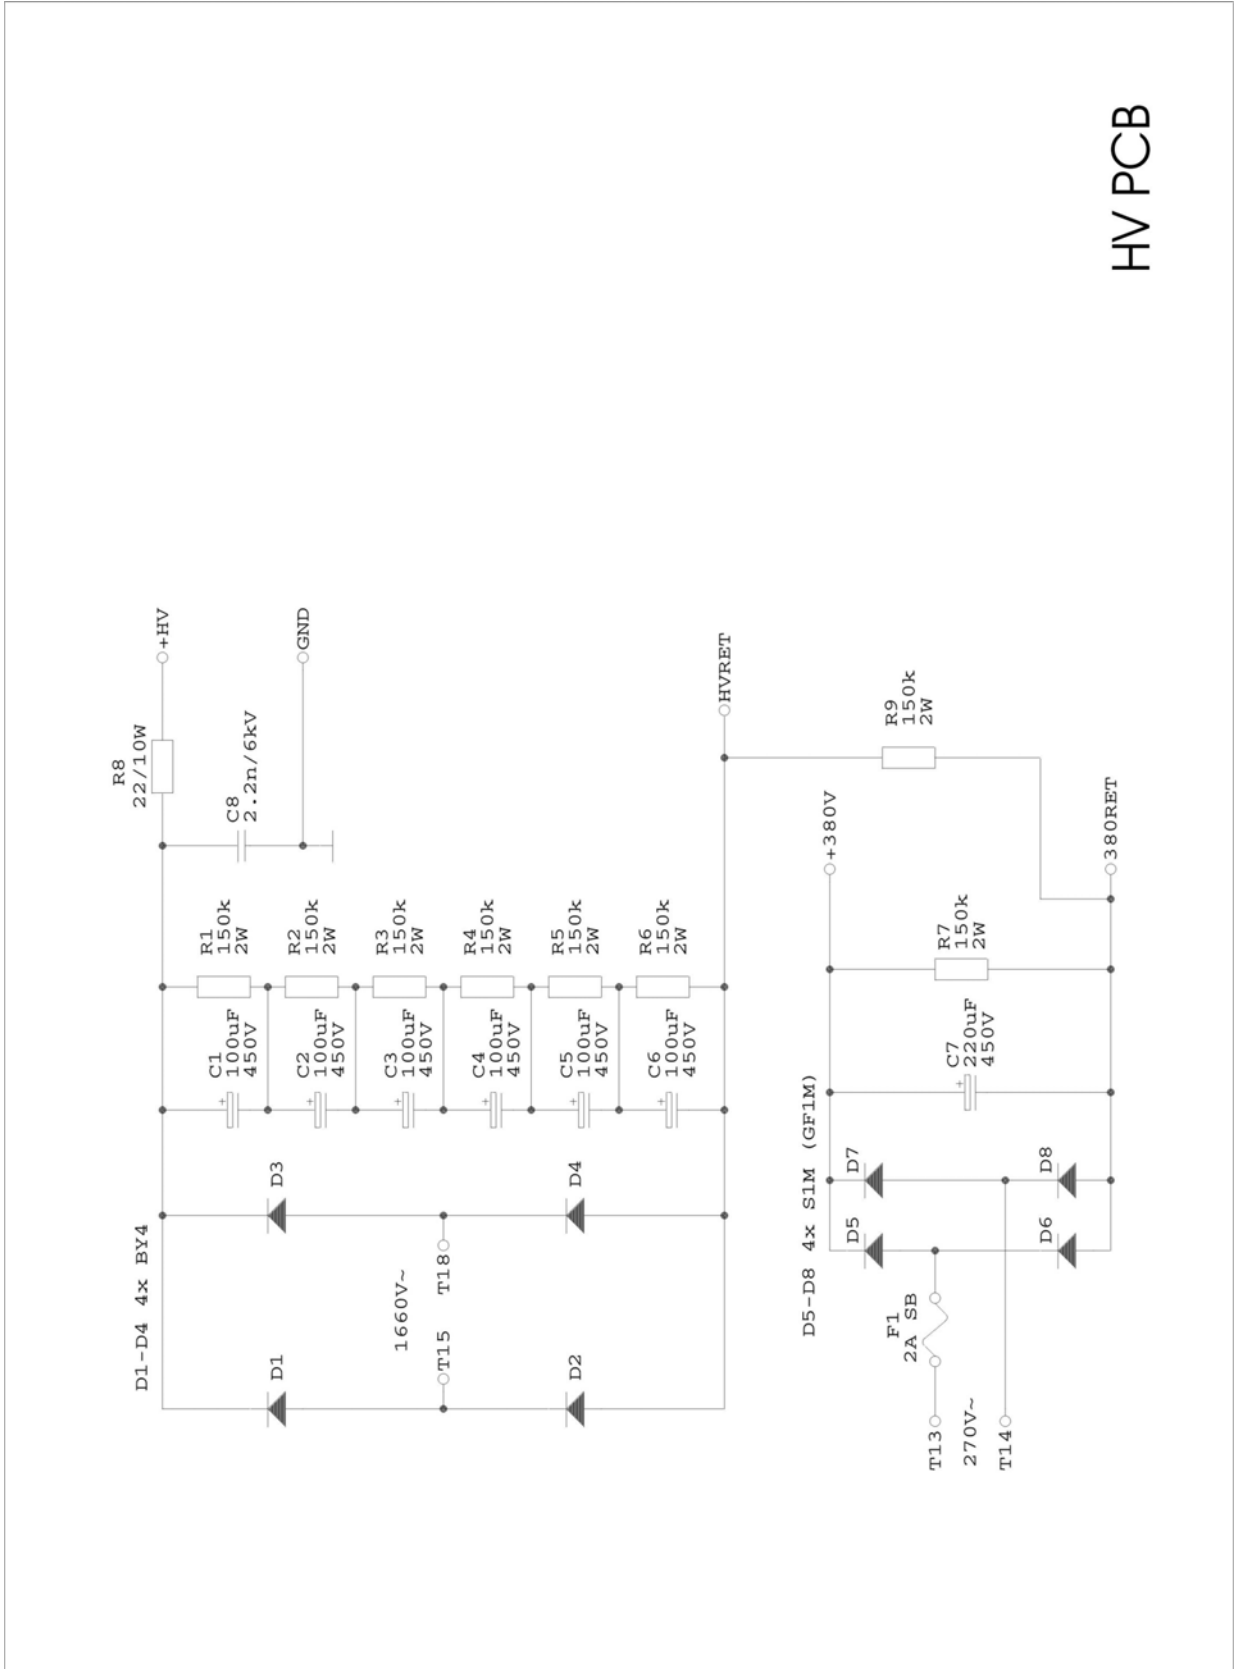 HV PCB
R8
22/10W
+HV
C8
2.2n/6kV
GND
D1-D4 4x BY4
D1
D3
D2
D4
1660V~
T15
T18
C1
100uF
450V
R1
150k
2W
C2
100uF
450V
R2
150k
2W
C3
100uF
450V
R3
150k
2W
C4
100uF
450V
R4
150k
2W
C5
100uF
450V
R5
150k
2W
C6
100uF
450V
R6
150k
2W
+
+
+
+
+
+
HVRET
R9
150k
2W
D5-D8 4x S1M (GF1M)
D5
D7
D6
D8
F1
2A SB
T13
270V~
T14
+
C7
220uF
450V
R7
150k
2W
+380V
380RET